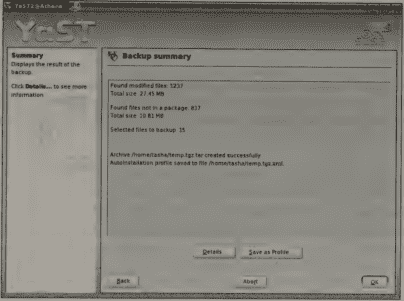 YaST2@Athena
YaST
Summary
Displays the result of the
backup.
Click Details... to see more
information.
Backup summary
Found modified files: 1237
Total size: 27.45 MB
Found files not in a package: 817
Total size: 10.81 MB
Selected files to backup: 15
Archive /home/tasha/temp.tgz.tar created successfully
Autoinstallation profile saved to file /home/tasha/temp.tgz.xml.
Details
Save as Profile
Back
Abort
OK